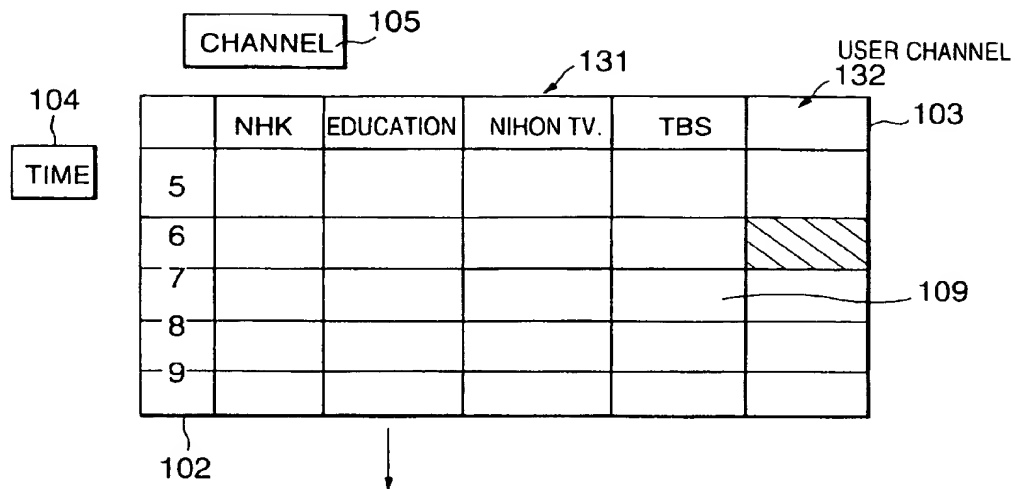 CHANNEL 105
USER CHANNEL
131
132
104
103
NHK EDUCATION NIHON TV. TBS
TIME
5
6
7
109
8
9
102